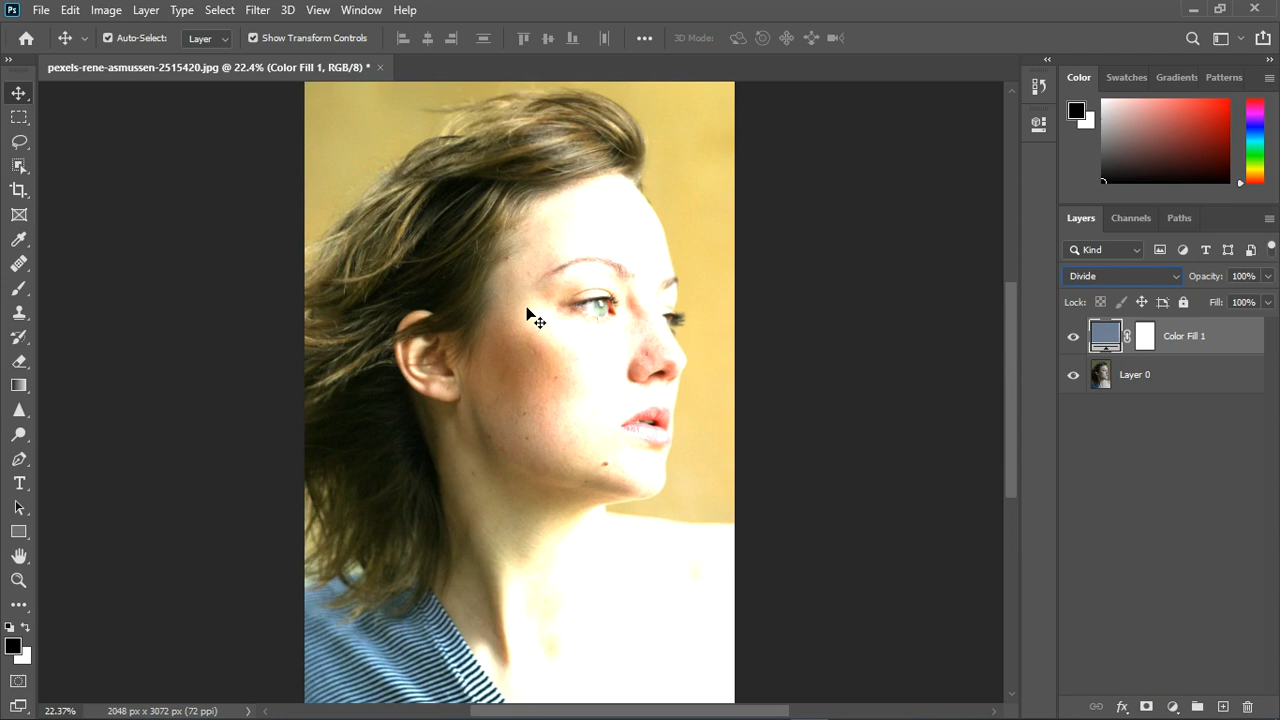 Ps File Edit Image Layer Type Select Filter 3D View Window Help
Auto-Select: Layer Show Transform Controls 3D Mode:
pexels-rene-asmussen-2515420.jpg @ 22.4% (Color Fill 1, RGB/8) *
Color Swatches Gradients Patterns
Layers Channels Paths
Kind
Divide Opacity: 100%
Lock: Fill: 100%
Color Fill 1
Layer 0
22.37% 2048 px x 3072 px (72 ppi)